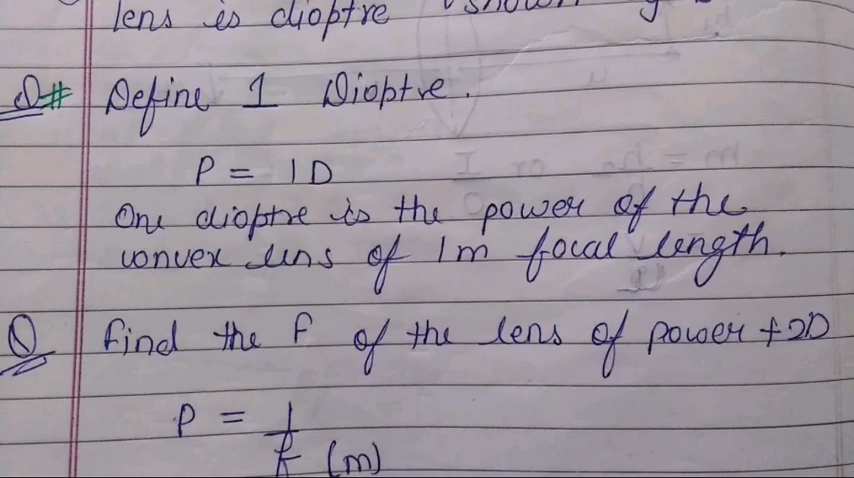 lens is dioptre shown
Q# Define 1 Dioptre.
P = 1D
One dioptre is the power of the
convex lens of 1m focal length.
Q Find the f of the lens of power +2D
P = 1/f (m)